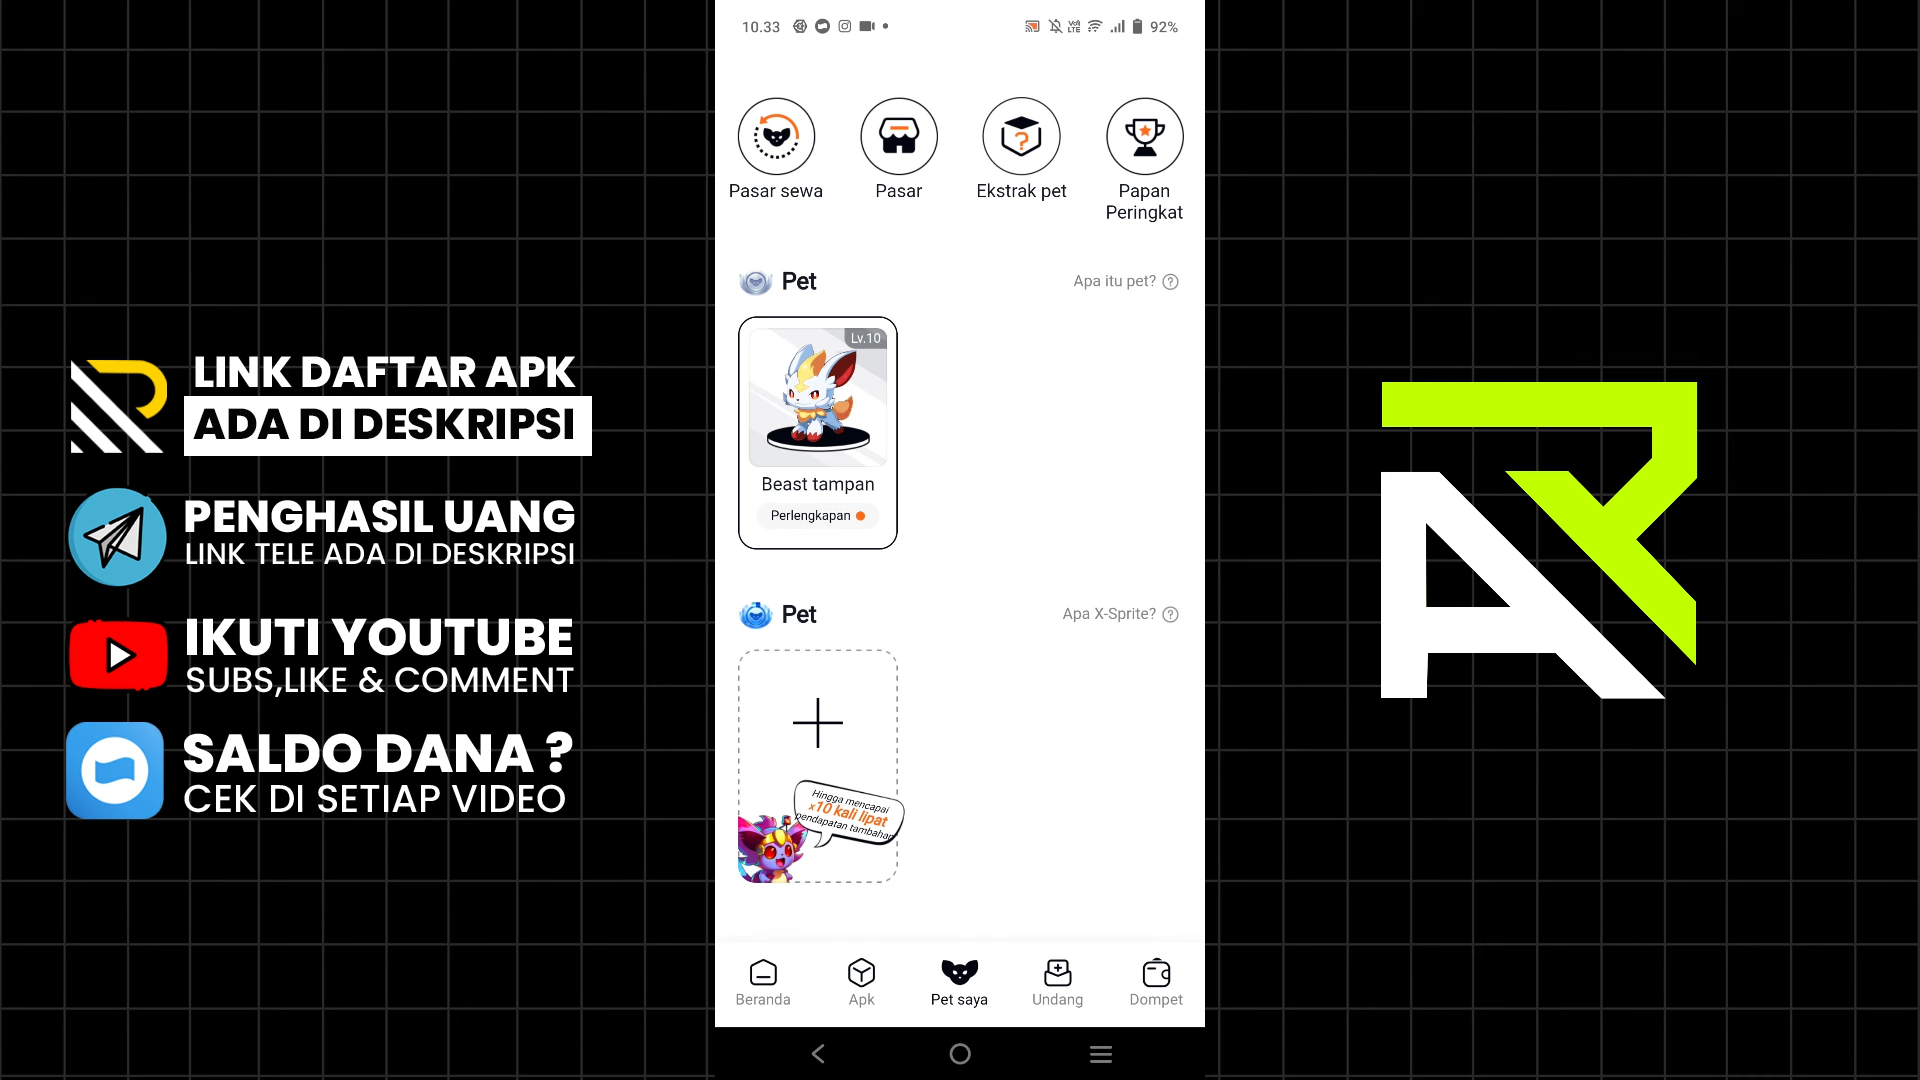 LINK DAFTAR APK
ADA DI DESKRIPSI
PENGHASIL UANG
LINK TELE ADA DI DESKRIPSI
IKUTI YOUTUBE
SUBS,LIKE & COMMENT
SALDO DANA ?
CEK DI SETIAP VIDEO
10.33
VoI LTE
92%
Pasar sewa
Pasar
Ekstrak pet
Papan
Peringkat
Pet
Apa itu pet?
Lv.10
Beast tampan
Perlengkapan
Pet
Apa X-Sprite?
Hingga mencapai
x10 kali lipat
pendapatan tambahan
Beranda
Apk
Pet saya
Undang
Dompet
AR